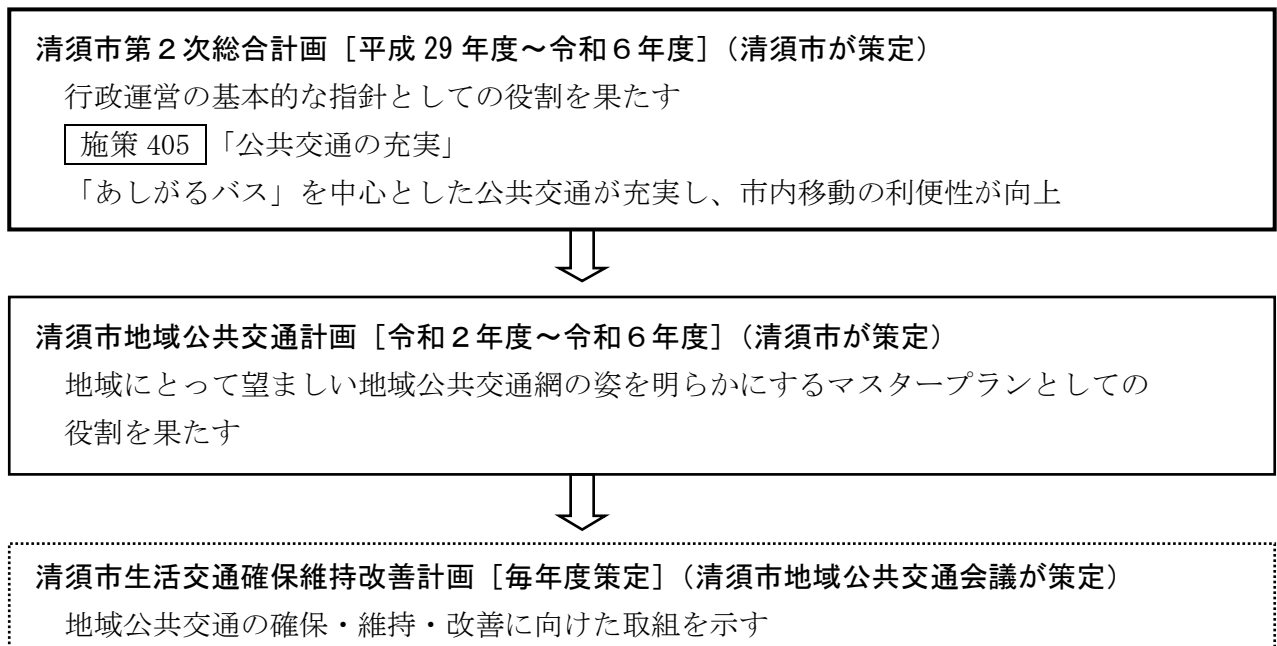 清須市第２次総合計画［平成 29 年度～令和６年度］（清須市が策定）
行政運営の基本的な指針としての役割を果たす
施策 405 「公共交通の充実」
「あしがるバス」を中心とした公共交通が充実し、市内移動の利便性が向上
清須市地域公共交通計画［令和２年度～令和６年度］（清須市が策定）
地域にとって望ましい地域公共交通網の姿を明らかにするマスタープランとしての
役割を果たす
清須市生活交通確保維持改善計画［毎年度策定］（清須市地域公共交通会議が策定）
地域公共交通の確保・維持・改善に向けた取組を示す